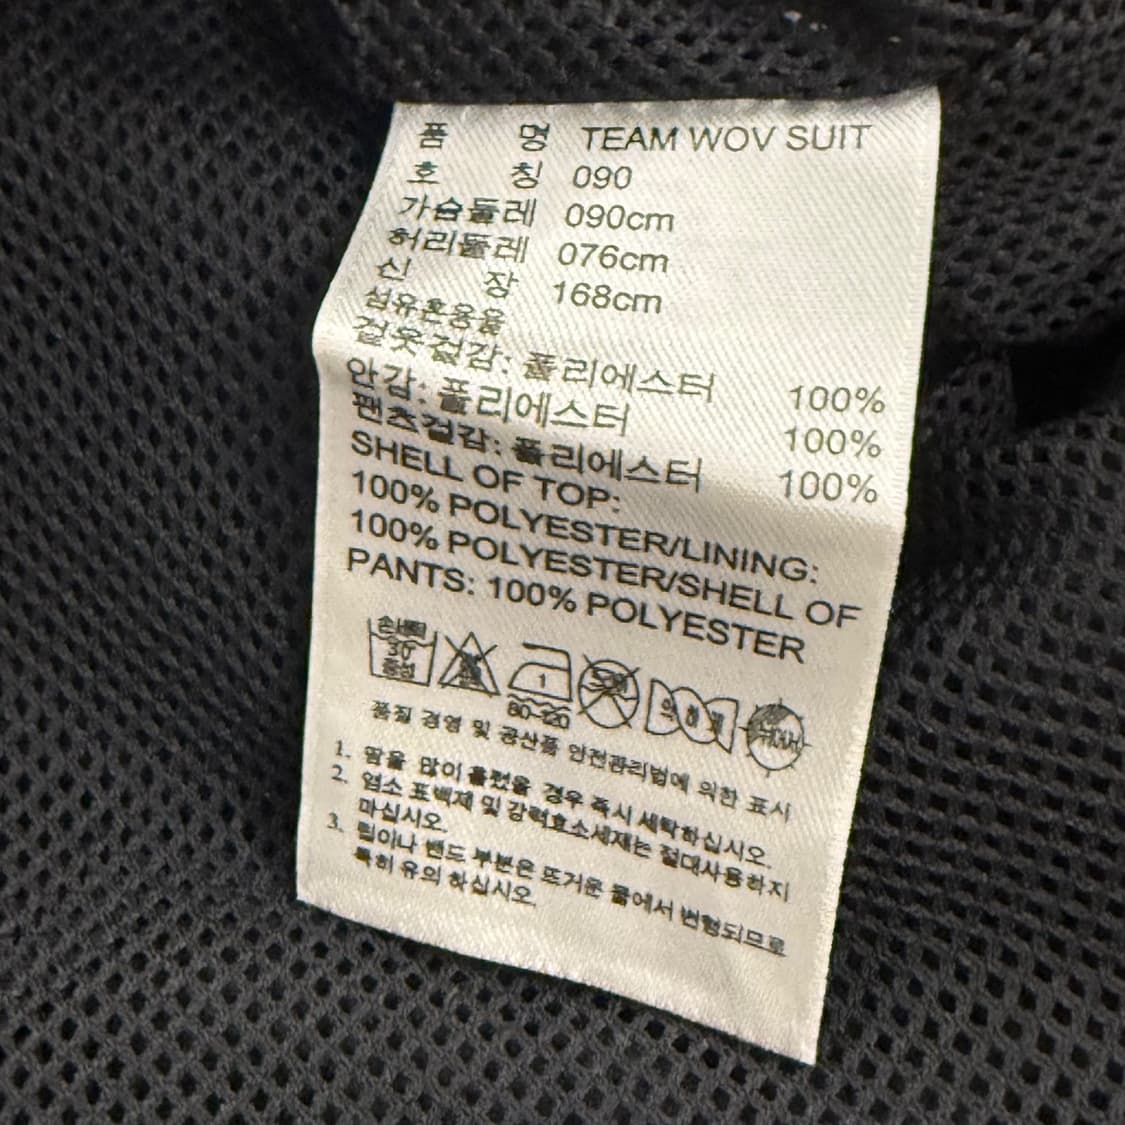 품 명 TEAM WOV SUIT
호 칭 090
가슴둘레 090cm
허리둘레 076cm
신 장 168cm
섬유혼용율
겉옷겉감: 폴리에스터 100%
안감: 폴리에스터 100%
팬츠겉감: 폴리에스터 100%
SHELL OF TOP:
100% POLYESTER/LINING:
100% POLYESTER/SHELL OF
PANTS: 100% POLYESTER
손세탁 30 중성 1 80-120 드라이 약하게
품질 경영 및 공산품 안전관리법에 의한 표시
1. 땀을 많이 흘렸을 경우 즉시 세탁하십시오.
2. 염소 표백제 및 강력효소세제는 절대사용하지
마십시오.
3. 털이나 밴드 부분은 뜨거운 물에서 변형되므로
특히 유의 하십시오.